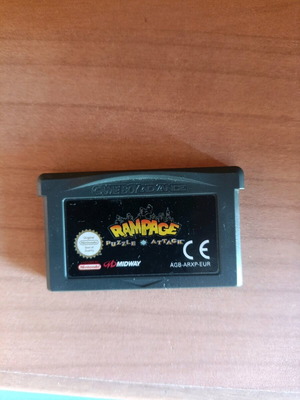 GAME BOY ADVANCE
RAMPAGE
PUZZLE ATTACK
Nintendo
MIDWAY
CE
AGB-ARXP-EUR